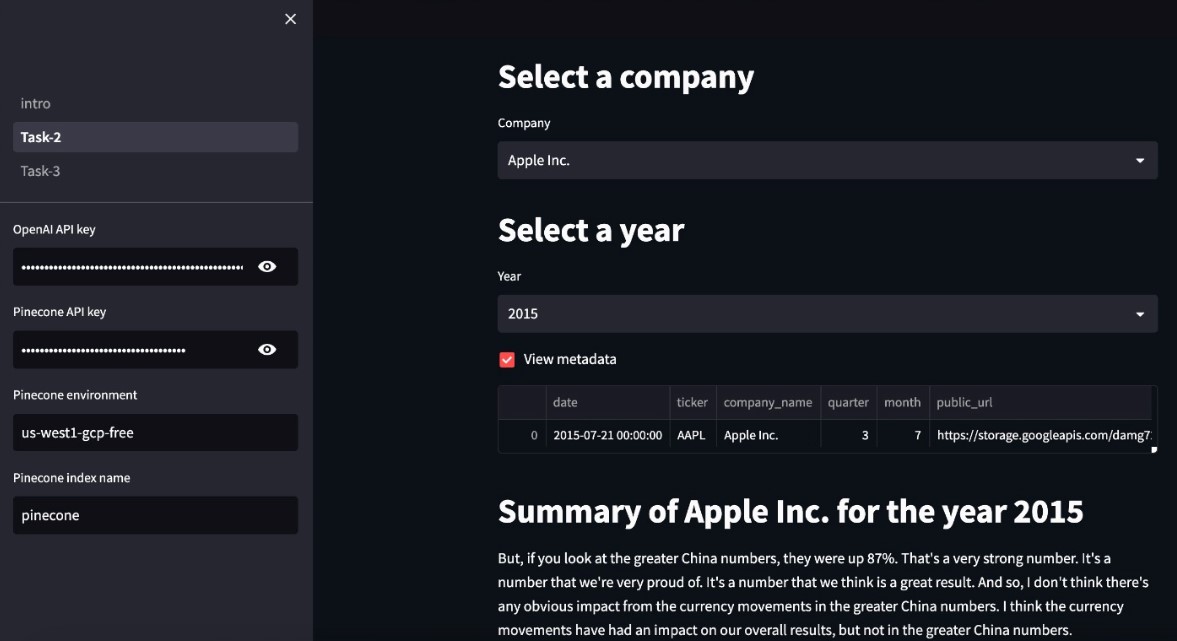 intro
Task-2
Task-3
OpenAI API key
Pinecone API key
Pinecone environment
us-west1-gcp-free
Pinecone index name
pinecone
Select a company
Company
Apple Inc.
Select a year
Year
2015
View metadata
date ticker company_name quarter month public_url
0 2015-07-21 00:00:00 AAPL Apple Inc. 3 7 https://storage.googleapis.com/damg7
Summary of Apple Inc. for the year 2015
But, if you look at the greater China numbers, they were up 87%. That's a very strong number. It's a
number that we're very proud of. It's a number that we think is a great result. And so, I don't think there's
any obvious impact from the currency movements in the greater China numbers. I think the currency
movements have had an impact on our overall results, but not in the greater China numbers.